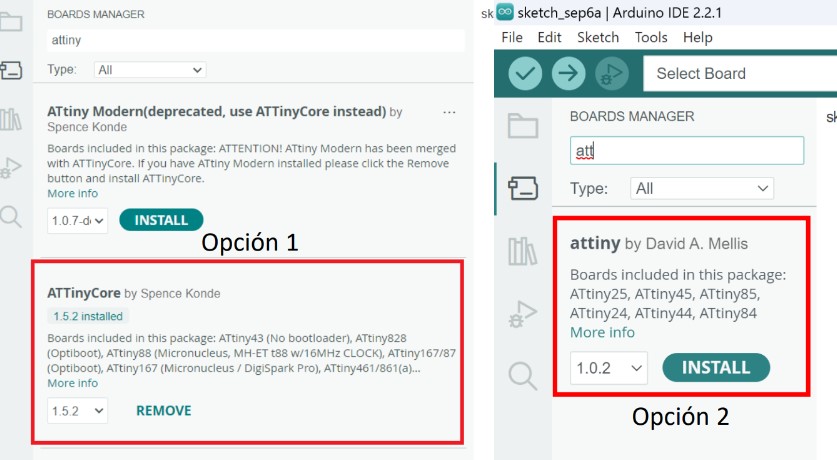 BOARDS MANAGER
attiny
Type: All
ATtiny Modern(deprecated, use ATTinyCore instead) by
Spence Konde
Boards included in this package: ATTENTION! ATtiny Modern has been merged
with ATTinyCore. If you have ATtiny Modern installed please click the Remove
button and install ATTinyCore.
More info
1.0.7-de INSTALL
Opción 1
ATTinyCore by Spence Konde
1.5.2 installed
Boards included in this package: ATtiny43 (No bootloader), ATtiny828
(Optiboot), ATtiny88 (Micronucleus, MH-ET t88 w/16MHz CLOCK), ATtiny167/87
(Optiboot), ATtiny167 (Micronucleus / DigiSpark Pro), ATtiny461/861(a)...
More info
1.5.2 REMOVE
sk
sketch_sep6a | Arduino IDE 2.2.1
File Edit Sketch Tools Help
Select Board
BOARDS MANAGER
sk
att
Type: All
attiny by David A. Mellis
Boards included in this package:
ATtiny25, ATtiny45, ATtiny85,
ATtiny24, ATtiny44, ATtiny84
More info
1.0.2 INSTALL
Opción 2